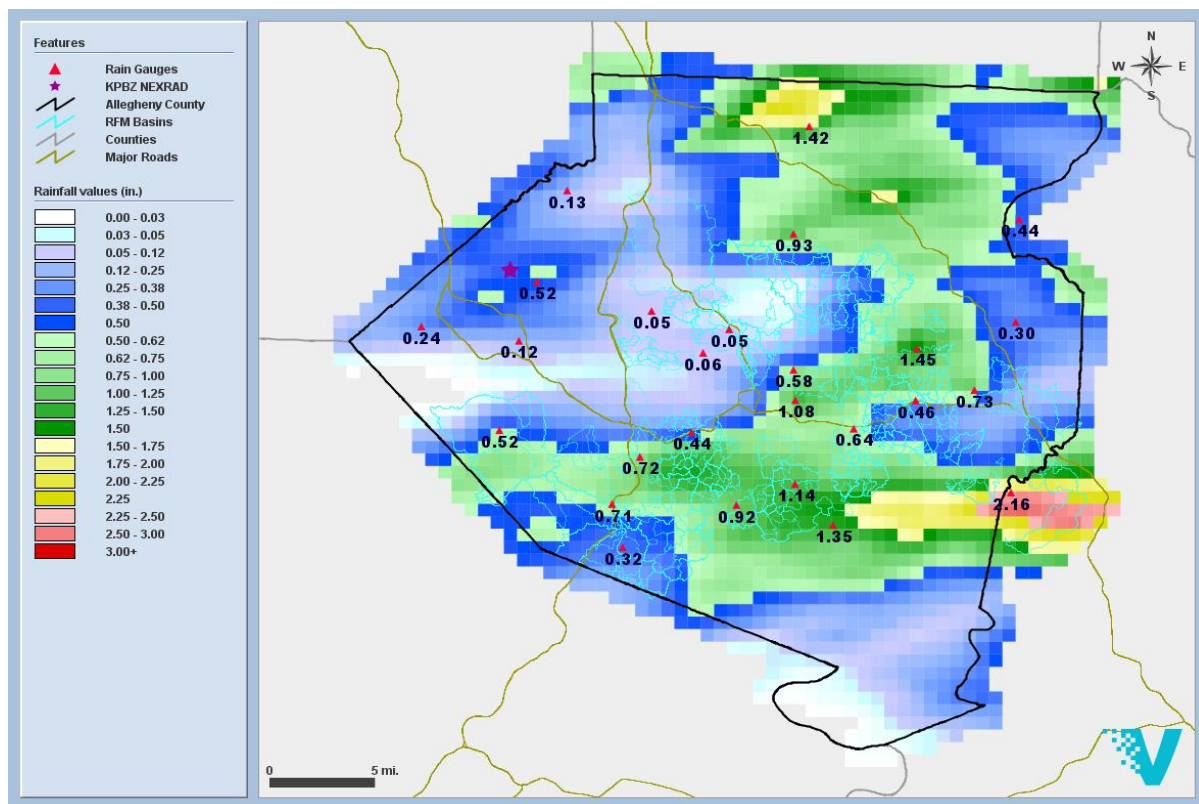 Features
Rain Gauges
KPBZ NEXRAD
Allegheny County
RFM Basins
Counties
Major Roads
Rainfall values (in.)
0.00 - 0.03
0.03 - 0.05
0.05 - 0.12
0.12 - 0.25
0.25 - 0.38
0.38 - 0.50
0.50
0.50 - 0.62
0.62 - 0.75
0.75 - 1.00
1.00 - 1.25
1.25 - 1.50
1.50
1.50 - 1.75
1.75 - 2.00
2.00 - 2.25
2.25
2.25 - 2.50
2.50 - 3.00
3.00+
N
W E
S
1.42
0.13
0.44
0.93
0.52
0.05
0.30
0.24
0.05
0.12
0.06
1.45
0.58
0.73
1.08
0.46
0.52
0.44
0.64
0.72
1.14
2.16
0.71
0.92
1.35
0.32
0 5 mi.
V